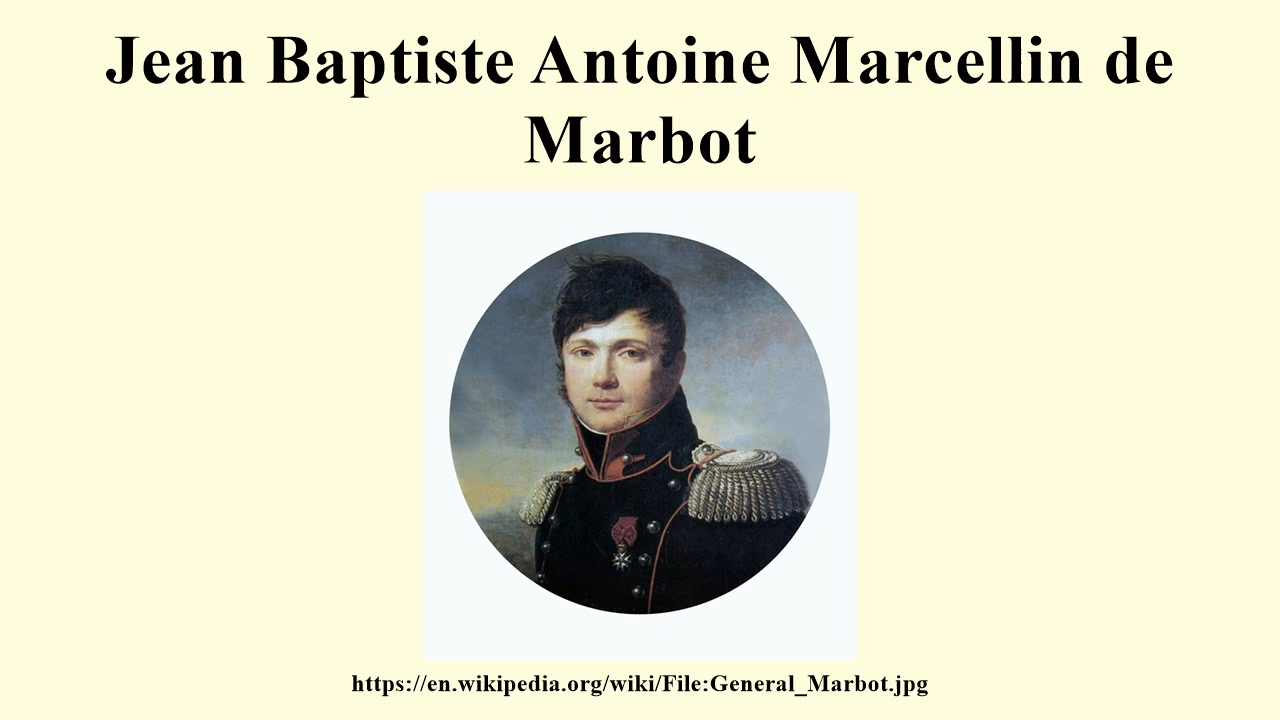 Jean Baptiste Antoine Marcellin de
Marbot
https://en.wikipedia.org/wiki/File:General_Marbot.jpg